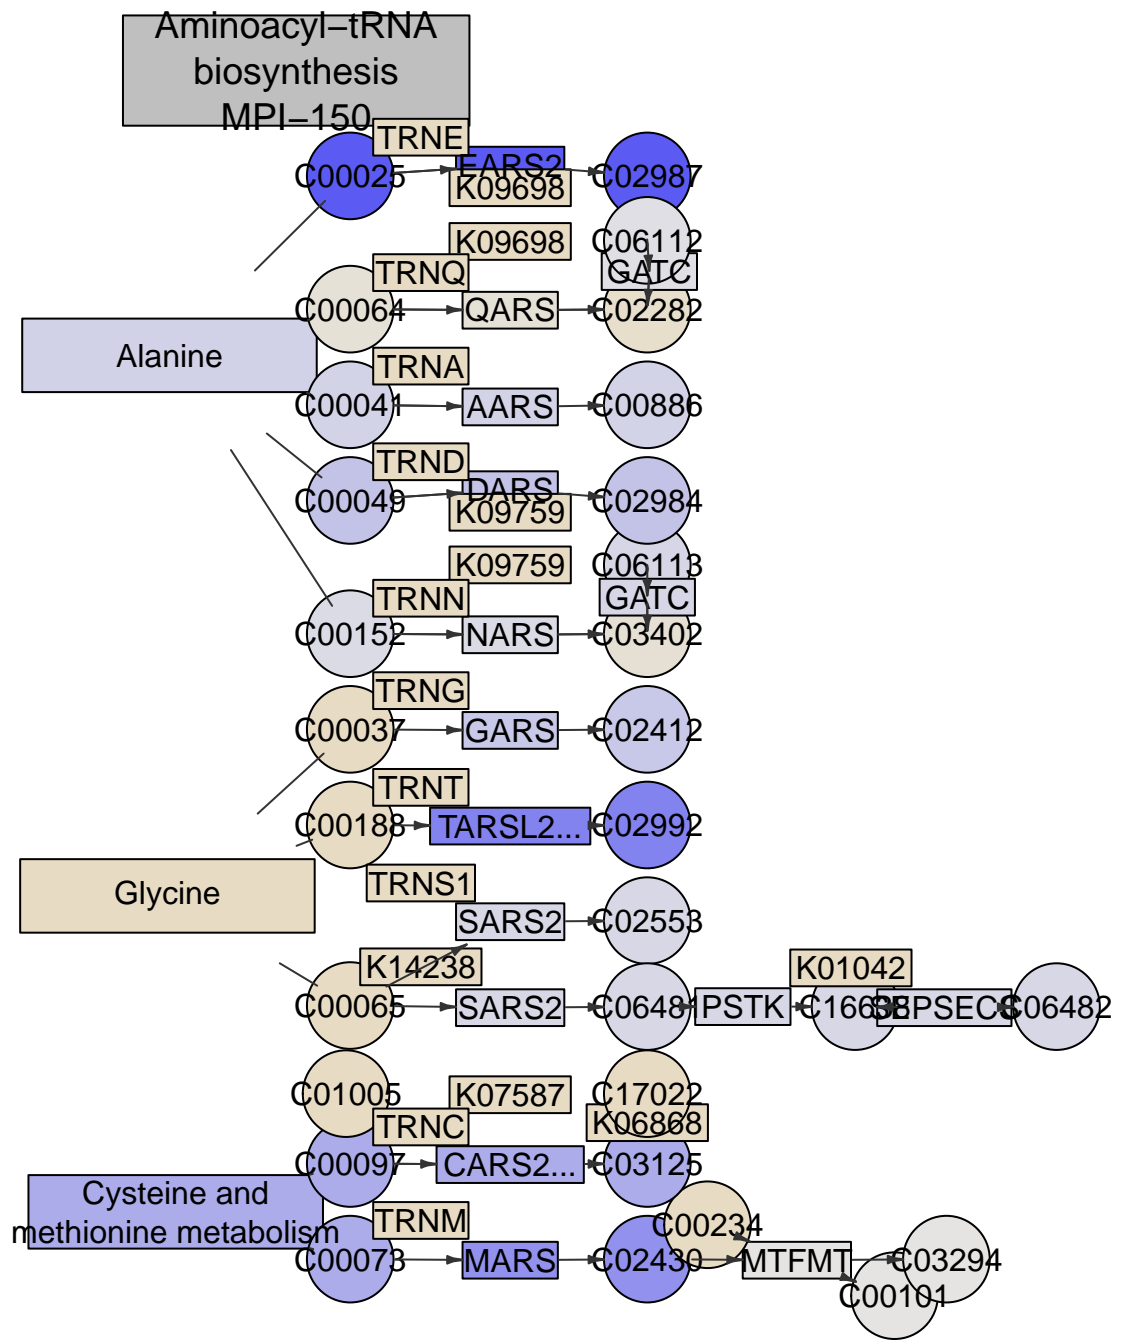 Aminoacyl−tRNA
biosynthesis
MPI−150
TRNE
C00025
EARS2
K09698
C02987
K09698
C06112
TRNQ
GATC
C00064
QARS
C02282
Alanine
TRNA
C00041
AARS
C00886
TRND
C00049
DARS
K09759
C02984
K09759
C06113
TRNN
GATC
C00152
NARS
C03402
TRNG
C00037
GARS
C02412
TRNT
C00188
TARSL2...
C02992
Glycine
TRNS1
SARS2
C02553
K14238
K01042
C00065
SARS2
C06481
PSTK
C16638
SEPSECS
C06482
C01005
K07587
C17022
TRNC
K06868
C00097
CARS2...
C03125
Cysteine and
methionine metabolism
TRNM
C00234
C00073
MARS
C02430
MTFMT
C03294
C00101